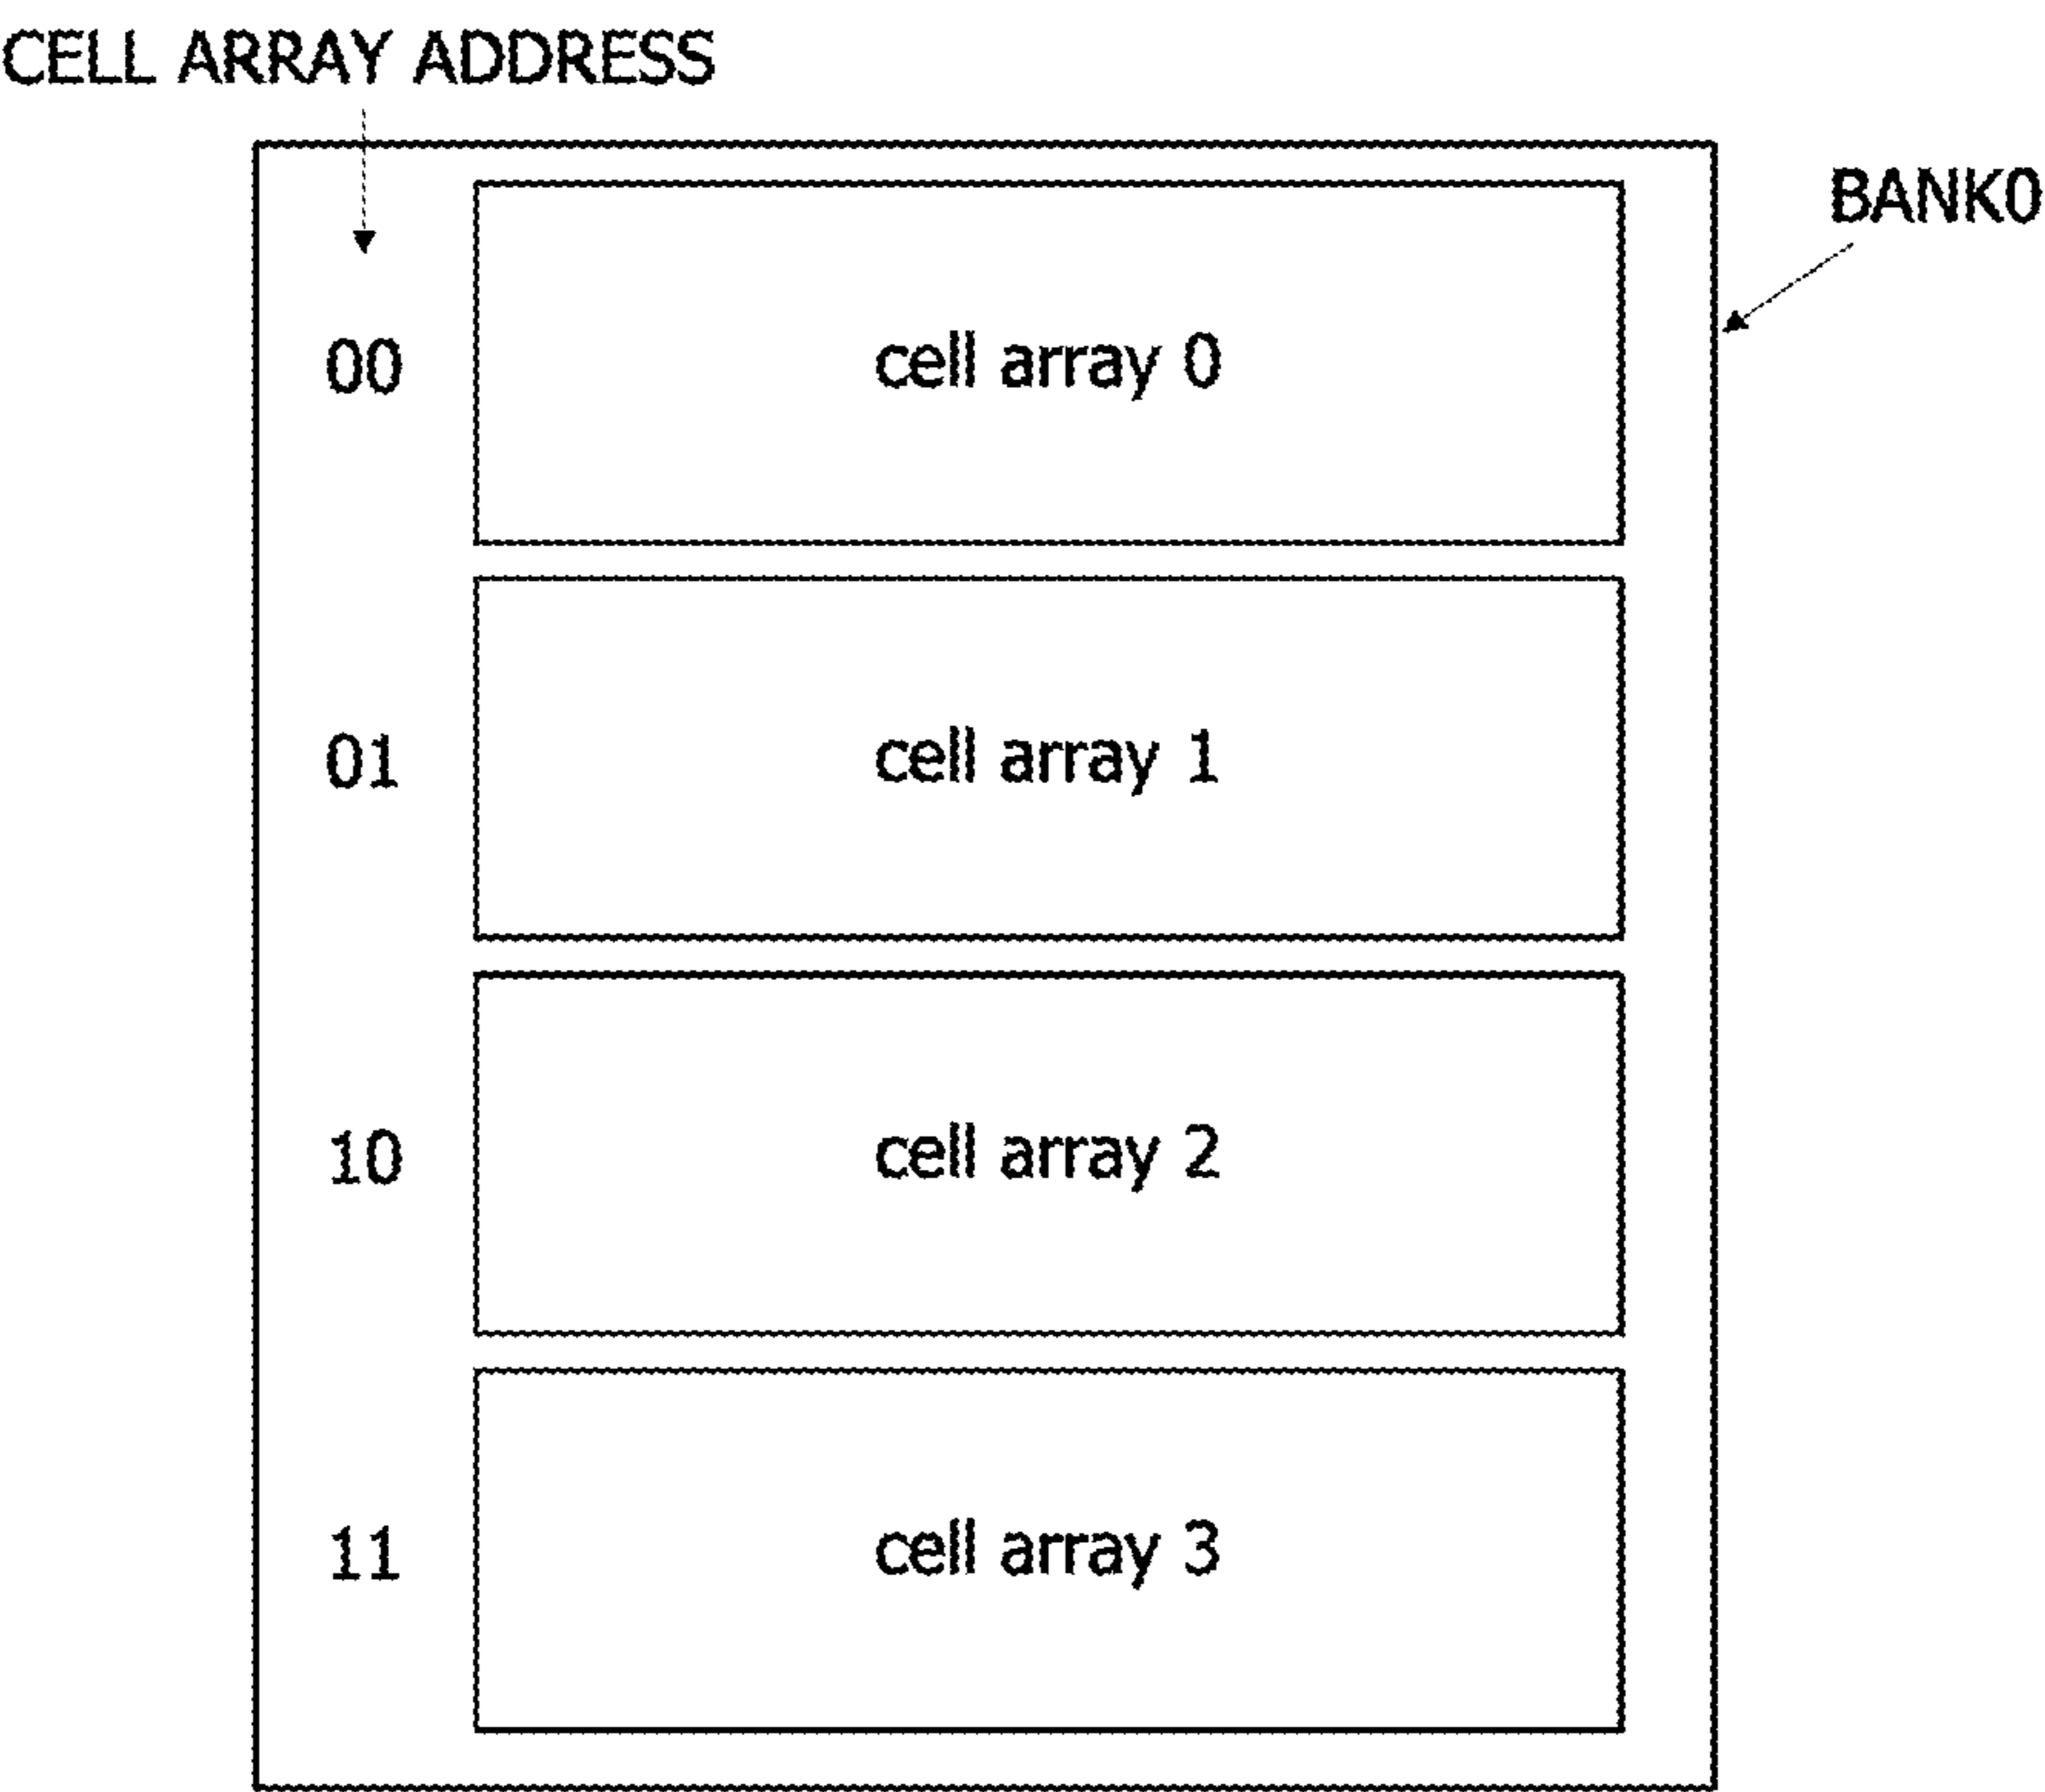 CELL ARRAY ADDRESS
BANK0
00
cell array 0
01
cell array 1
10
cell array 2
11
cell array 3